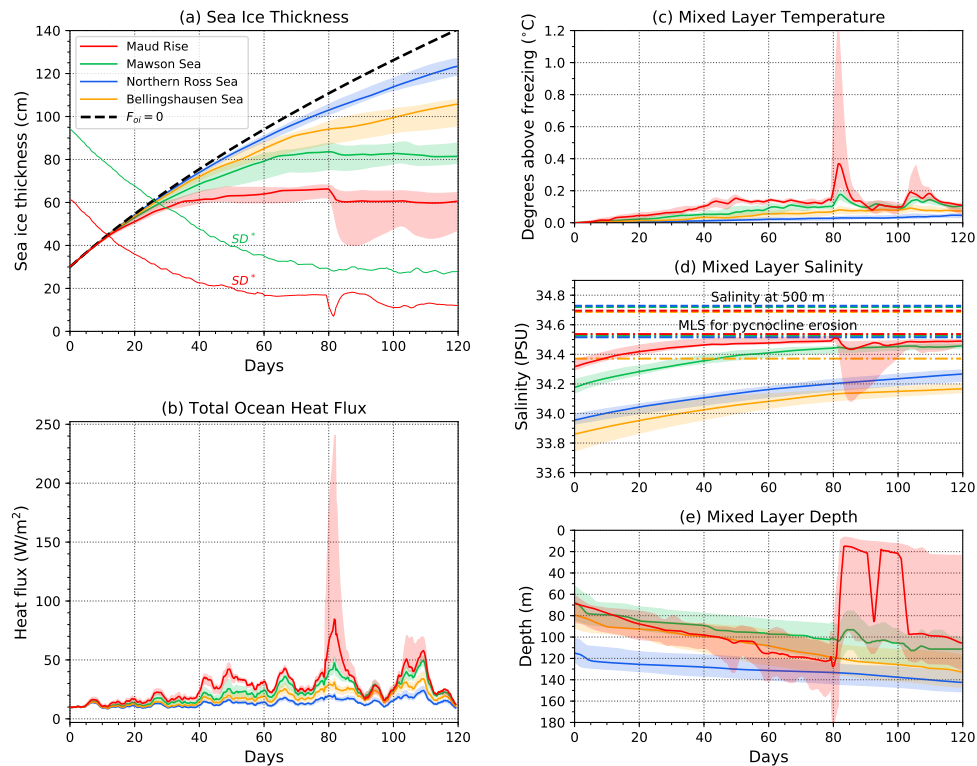 (a) Sea Ice Thickness
140
120
100
80
60
40
20
0
Sea ice thickness (cm)
Maud Rise
Mawson Sea
Northern Ross Sea
Bellingshausen Sea
F_oi = 0
SD*
SD*
0 20 40 60 80 100 120
Days
(b) Total Ocean Heat Flux
250
200
150
100
50
0
Heat flux (W/m²)
0 20 40 60 80 100 120
Days
(c) Mixed Layer Temperature
1.2
1.0
0.8
0.6
0.4
0.2
0.0
Degrees above freezing (°C)
0 20 40 60 80 100 120
(d) Mixed Layer Salinity
34.8
34.6
34.4
34.2
34.0
33.8
33.6
Salinity (PSU)
Salinity at 500 m
MLS for pycnocline erosion
0 20 40 60 80 100 120
(e) Mixed Layer Depth
0
20
40
60
80
100
120
140
160
180
Depth (m)
0 20 40 60 80 100 120
Days